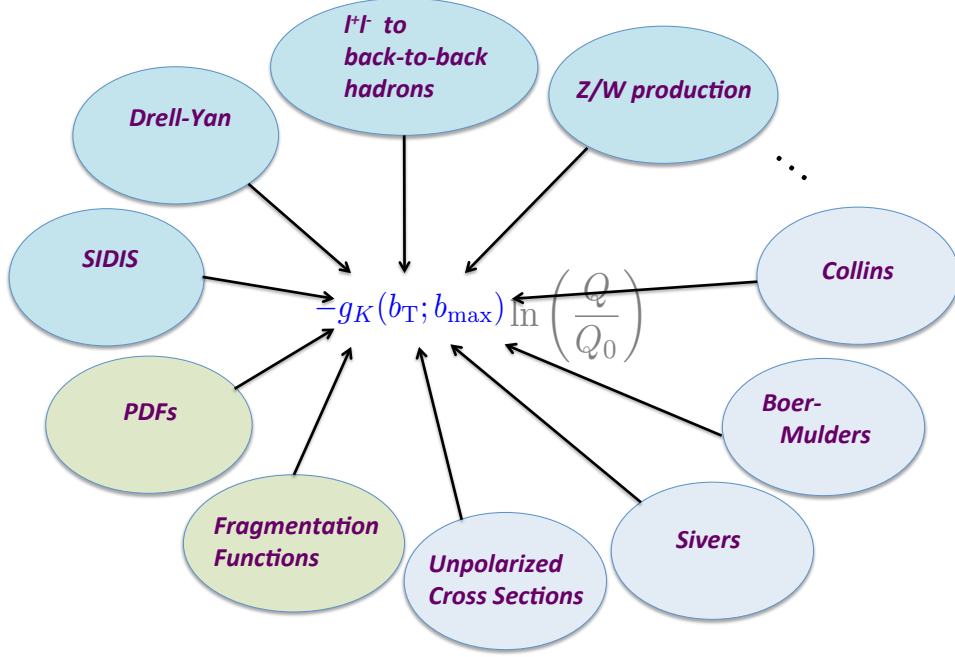 l⁺l⁻ to
back-to-back
hadrons
Z/W production
Drell-Yan
...
SIDIS
Collins
−g_K(b_T; b_max) ln (Q/Q_0)
PDFs
Boer-
Mulders
Fragmentation
Functions
Unpolarized
Cross Sections
Sivers